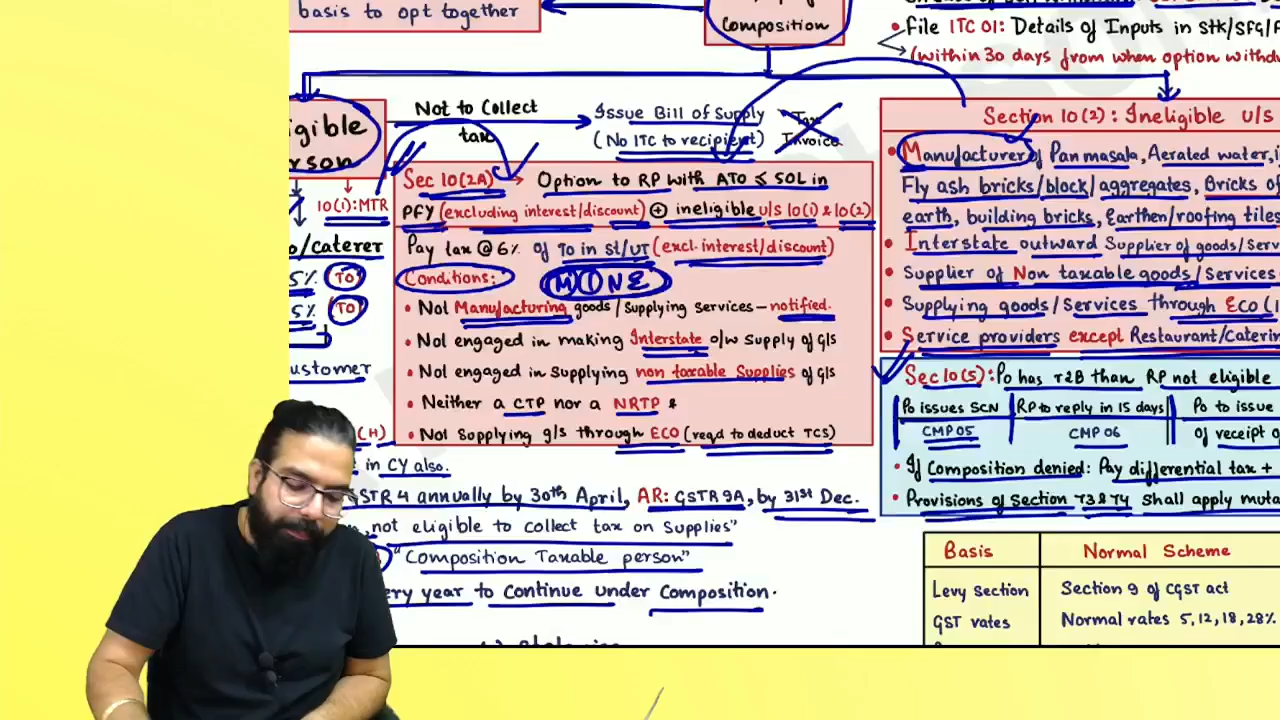 basis to opt together
Composition
• File ITC 01: Details of Inputs in Stk/SFG/F
(within 30 days from when option withd
igible
rson
Not to Collect
tax
Issue Bill of Supply
(No ITC to recipient)
Tax
Invoice
10(1): MTR
o/caterer
5% (TO)
5% (TO)
ustomer
(H)
Sec 10(2A) → Option to RP with ATO ≤ 50L in
PFY (excluding interest/discount) ⊕ ineligible u/s 10(1) & 10(2)
Pay tax @ 6% of To in St/UT (excl. interest/discount)
Conditions: MINE
• Not Manufacturing goods/Supplying services – notified.
• Not engaged in making Interstate o/w Supply of G/S
• Not engaged in Supplying non taxable Supplies of G/S
• Neither a CTP nor a NRTP &
• Not Supplying g/s through ECO (reqd to deduct TCS)
in CY also.
STR 4 annually by 30th April, AR: GSTR 9A, by 31st Dec.
not eligible to collect tax on Supplies"
"Composition Taxable person"
ery year to Continue under Composition.
Section 10(2): Ineligible U/S
• Manufacturer of Pan masala, Aerated water, i
Fly ash bricks/block/aggregates, Bricks of
earth, building bricks, Earthen/roofing tiles
• Interstate outward Supplier of goods/serv
• Supplier of Non taxable goods/Services
• Supplying goods/Services through ECO (
• Service providers except Restaurant/Caterin
Sec 10(5): Po has r2B than RP not eligible
Po issues SCN
CMP 05
RP to reply in 15 days
CMP 06
Po to issue
of receipt o
• If Composition denied: Pay differential tax +
• Provisions of Section 73 & 74 Shall apply muta
Basis Normal Scheme
Levy section Section 9 of CGST act
GST rates Normal rates 5, 12, 18, 28%